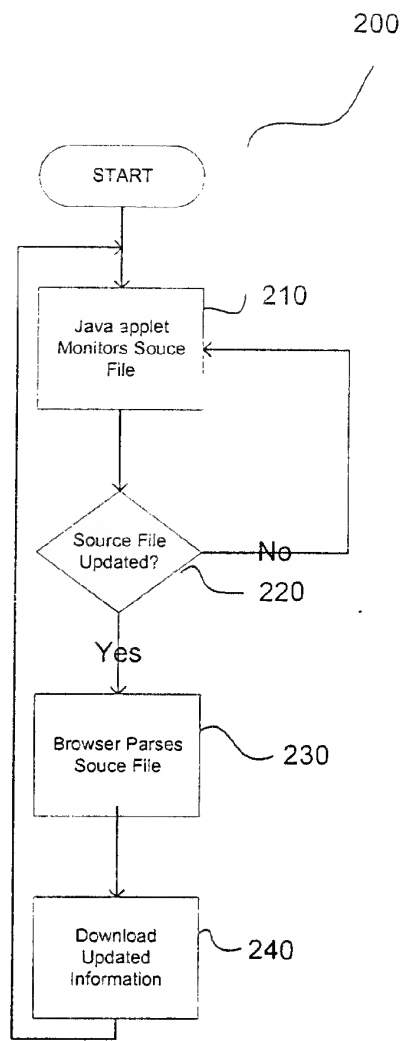 200
START
210
Java applet
Monitors Souce
File
Source File
Updated?
No
220
Yes
Browser Parses
Souce File
230
Download
Updated
Information
240